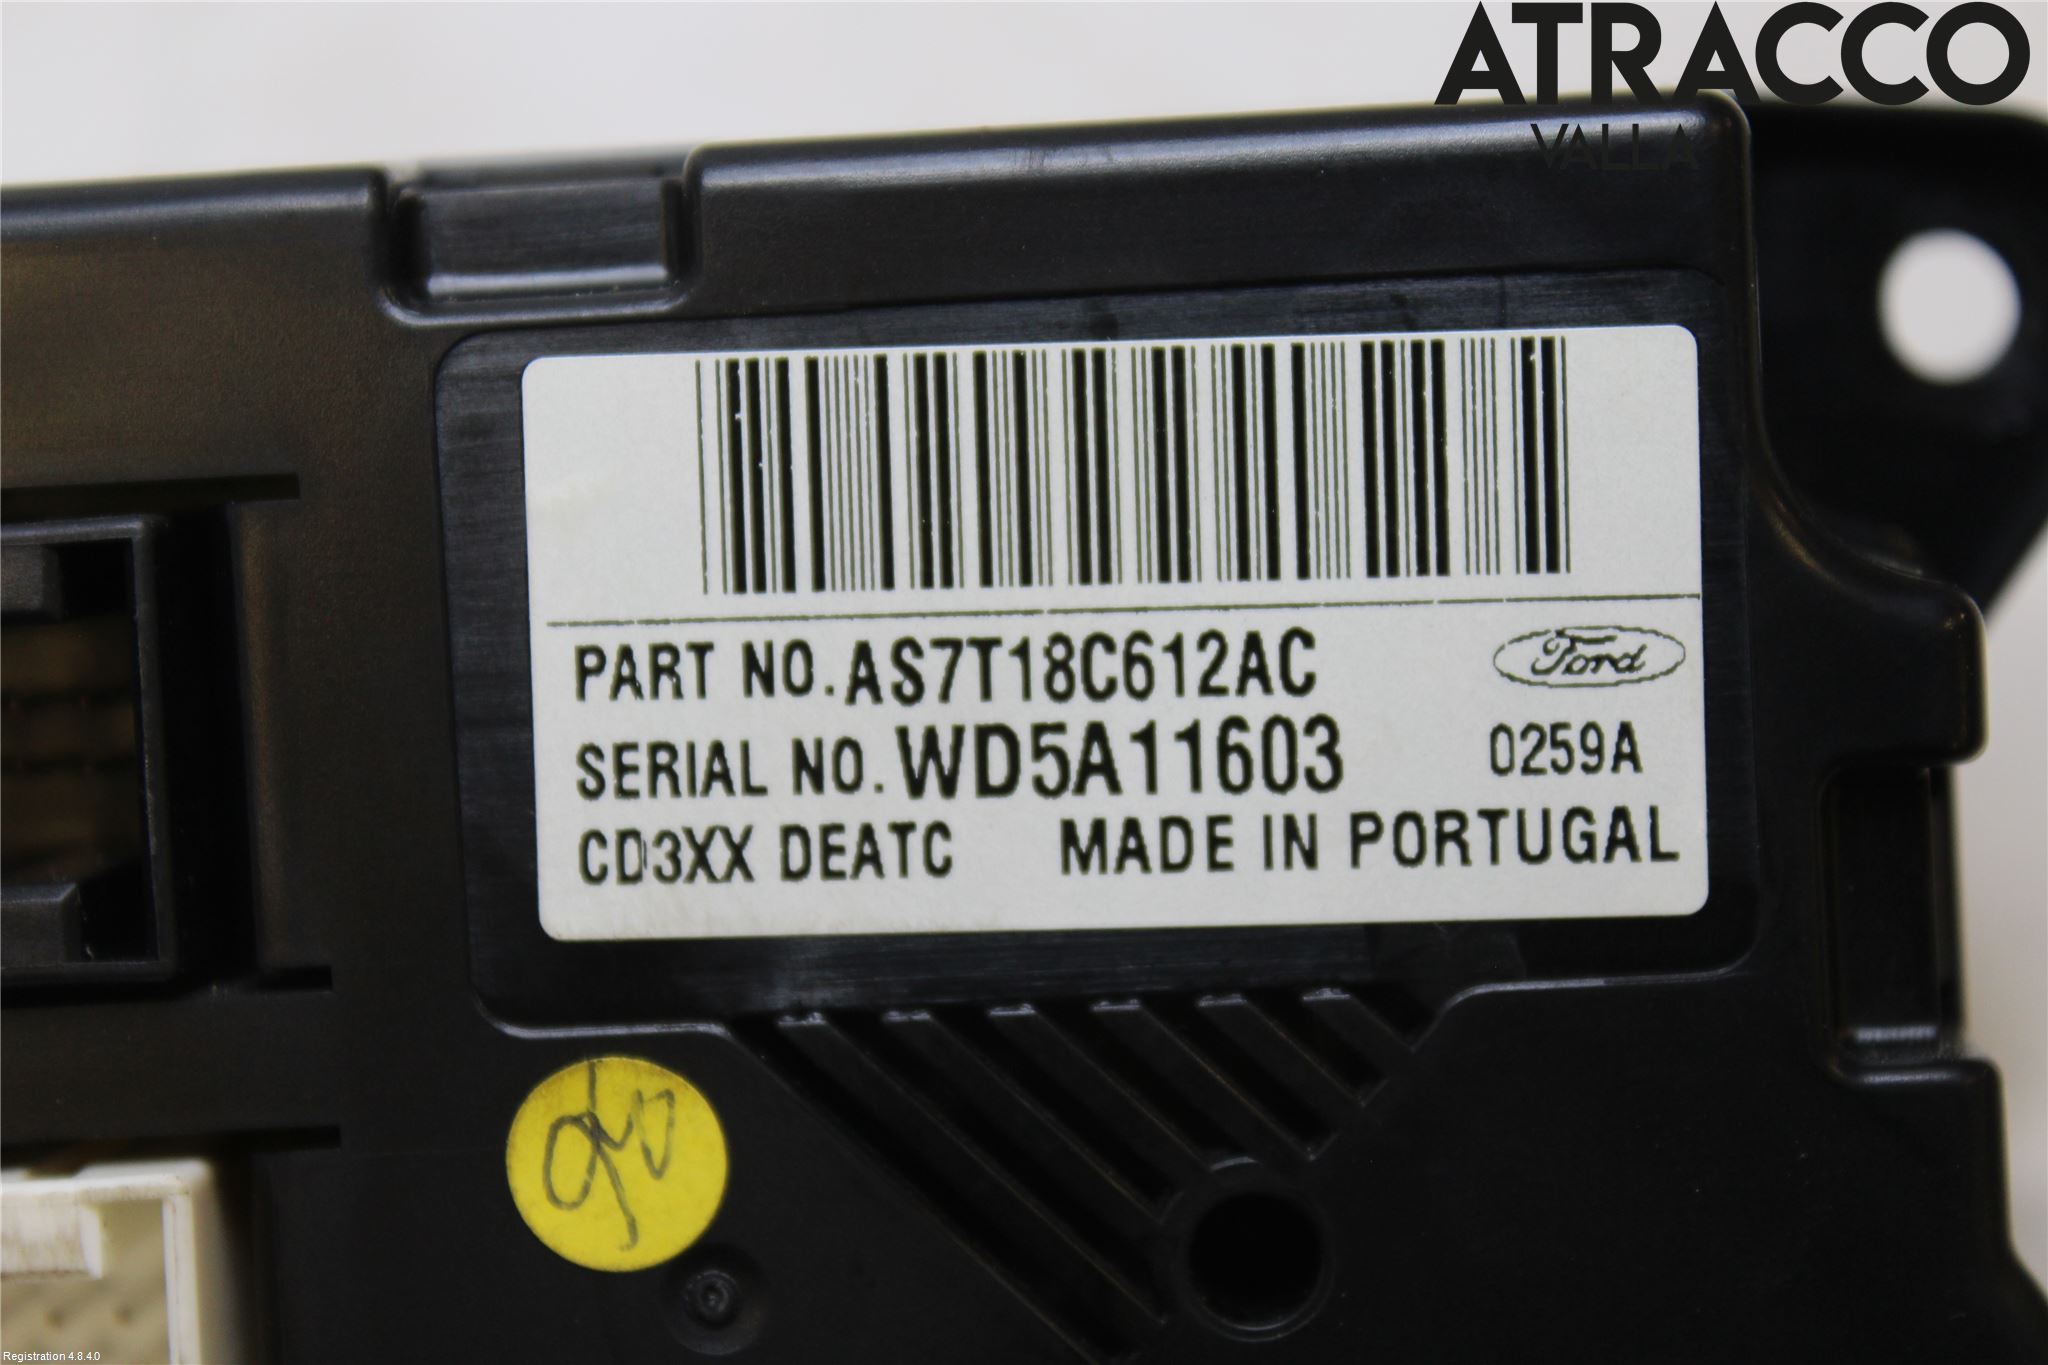 ATRACCO
VALLA
PART NO. AS7T18C612AC
Ford
SERIAL NO. WD5A11603
0259A
CD3XX DEATC MADE IN PORTUGAL
Registration 4.8.4.0